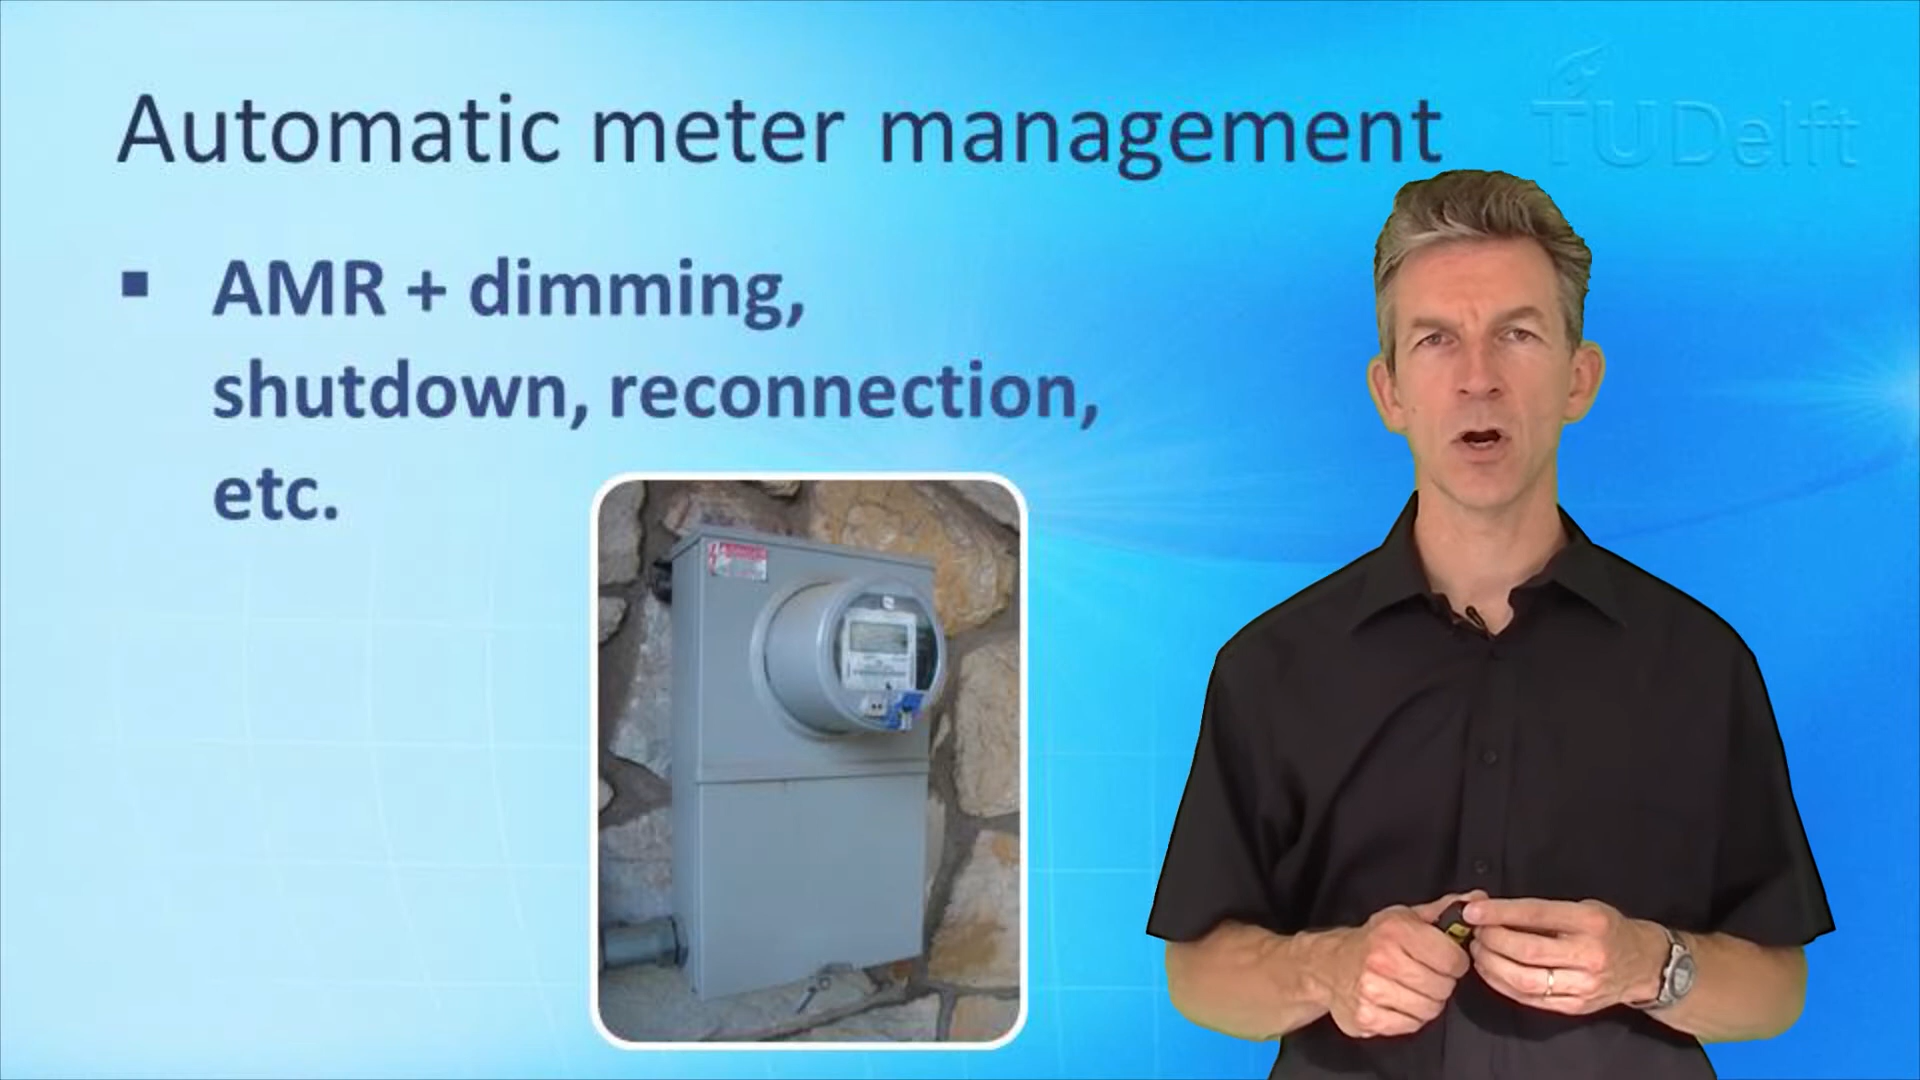 Automatic meter management
TUDelft
▪ AMR + dimming,
shutdown, reconnection,
etc.